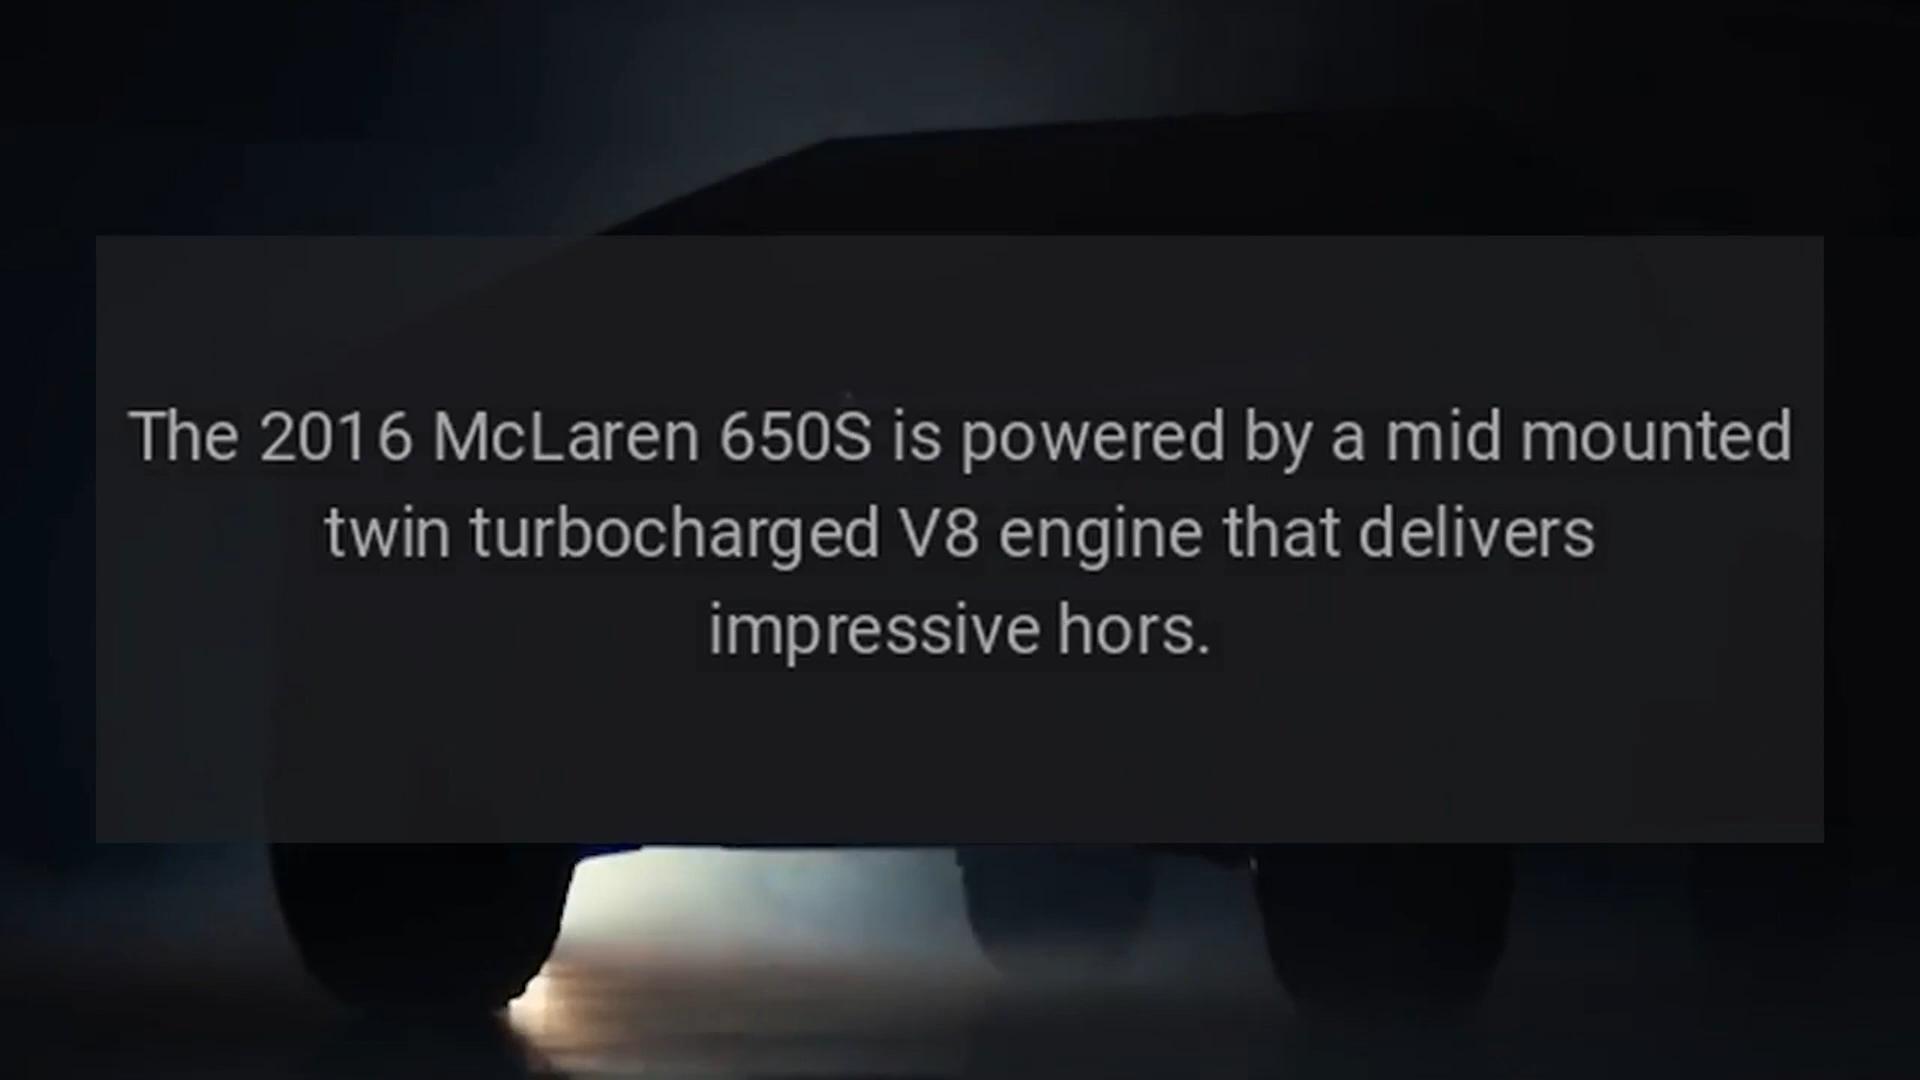 The 2016 McLaren 650S is powered by a mid mounted
twin turbocharged V8 engine that delivers
impressive hors.